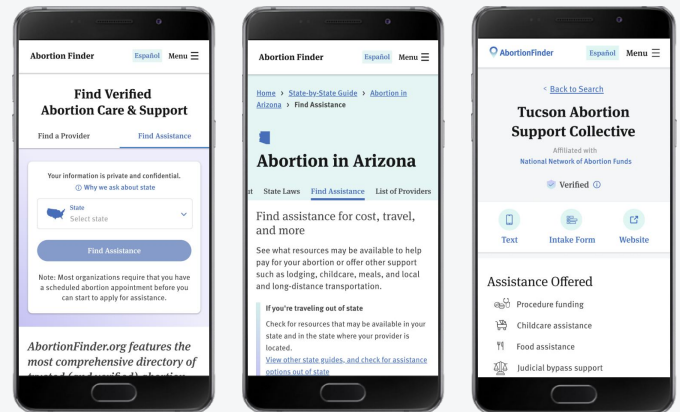 Abortion Finder
Español
Menu
Find Verified
Abortion Care & Support
Find a Provider
Find Assistance
Your information is private and confidential.
Why we ask about state
State
Select state
Find Assistance
Note: Most organizations require that you have
a scheduled abortion appointment before you
can start to apply for assistance.
AbortionFinder.org features the
most comprehensive directory of
trusted (and verified) abortion
Abortion Finder
Español
Menu
Home > State-by-State Guide > Abortion in
Arizona > Find Assistance
Abortion in Arizona
State Laws
Find Assistance
List of Providers
Find assistance for cost, travel,
and more
See what resources may be available to help
pay for your abortion or offer other support
such as lodging, childcare, meals, and local
and long-distance transportation.
If you're traveling out of state
Check for resources that may be available in your
state and in the state where your provider is
located.
View other state guides, and check for assistance
options out of state
AbortionFinder
Español
Menu
< Back to Search
Tucson Abortion
Support Collective
Affiliated with
National Network of Abortion Funds
Verified
Text
Intake Form
Website
Assistance Offered
Procedure funding
Childcare assistance
Food assistance
Judicial bypass support